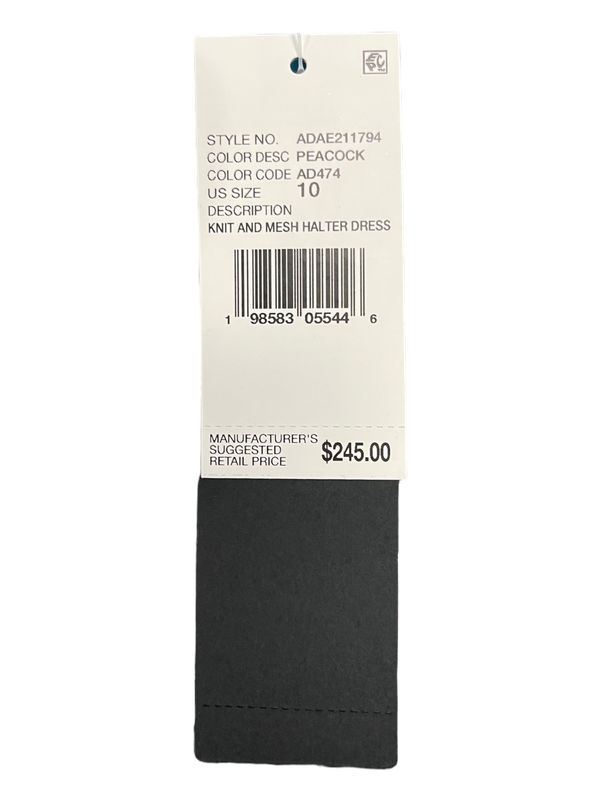 STYLE NO. ADAE211794
COLOR DESC PEACOCK
COLOR CODE AD474
US SIZE 10
DESCRIPTION
KNIT AND MESH HALTER DRESS
1 98583 05544 6
MANUFACTURER'S
SUGGESTED
RETAIL PRICE $245.00